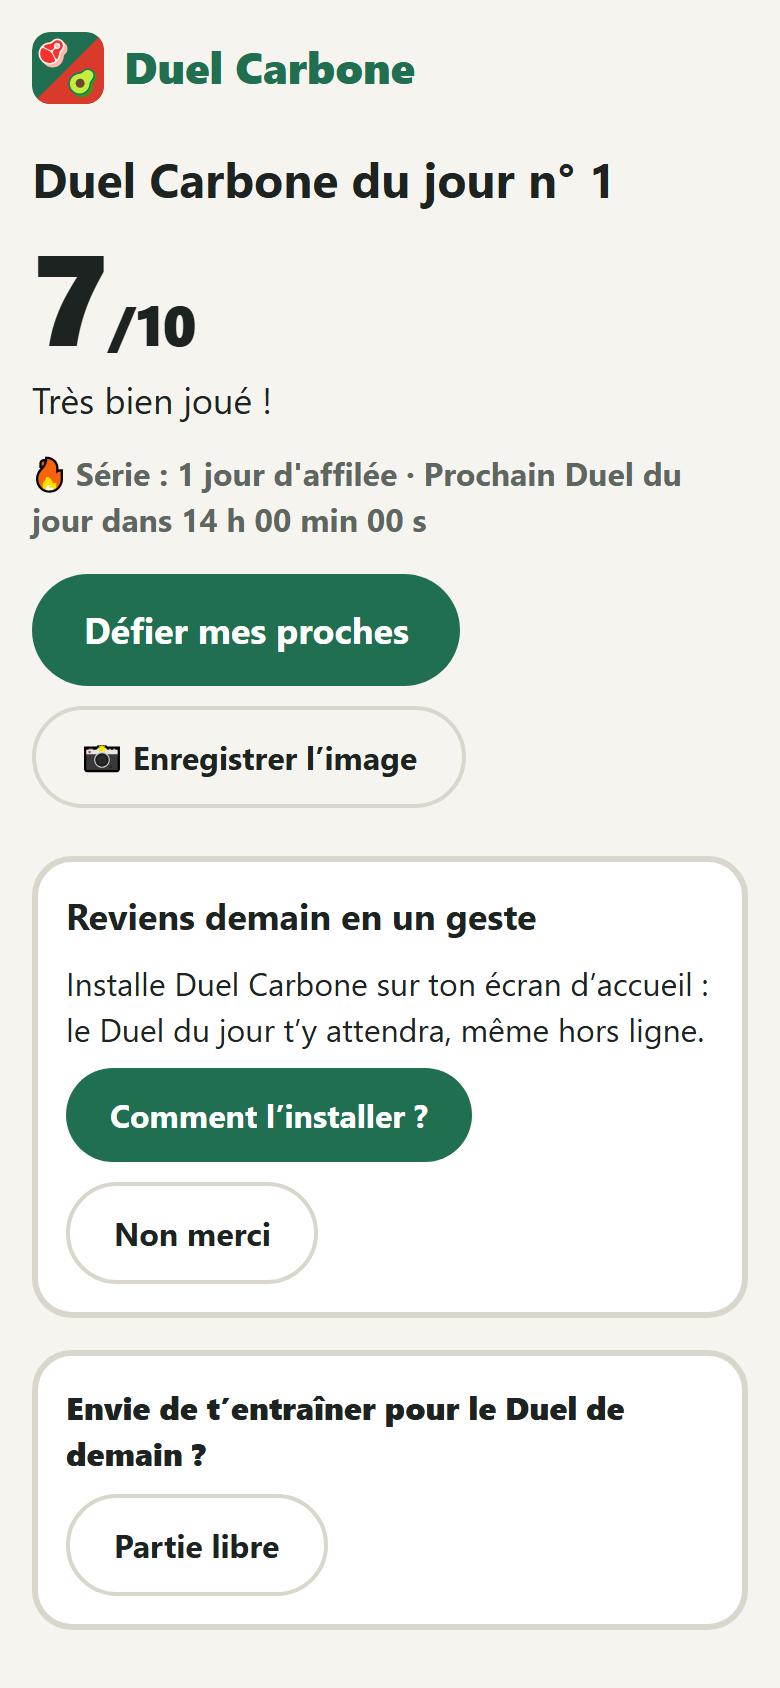 Duel Carbone
Duel Carbone du jour n° 1
7/10
Très bien joué !
🔥 Série : 1 jour d'affilée · Prochain Duel du
jour dans 14 h 00 min 00 s
Défier mes proches
📸 Enregistrer l’image
Reviens demain en un geste
Installe Duel Carbone sur ton écran d’accueil :
le Duel du jour t’y attendra, même hors ligne.
Comment l’installer ?
Non merci
Envie de t’entraîner pour le Duel de
demain ?
Partie libre